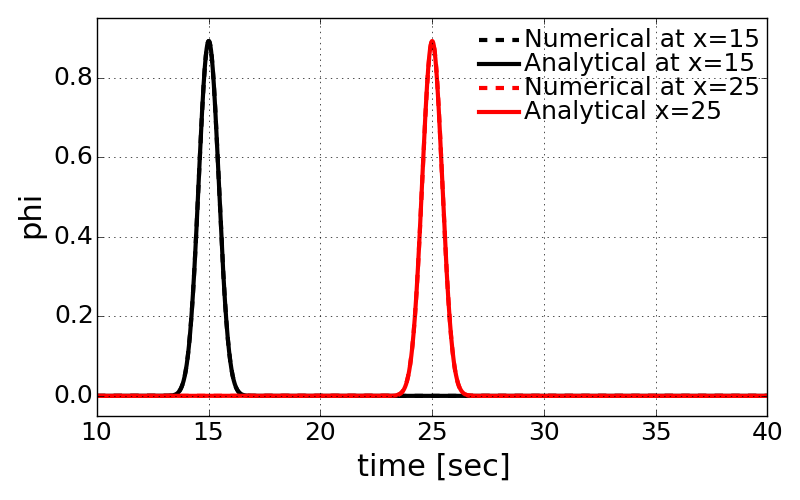 Numerical at x=15
Analytical at x=15
Numerical at x=25
Analytical x=25
0.8
0.6
0.4
0.2
0.0
phi
10 15 20 25 30 35 40
time [sec]